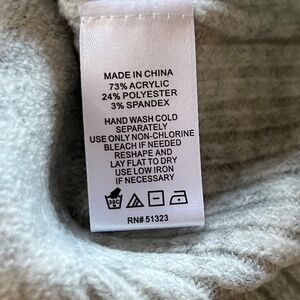 MADE IN CHINA
73% ACRYLIC
24% POLYESTER
3% SPANDEX
HAND WASH COLD
SEPARATELY
USE ONLY NON-CHLORINE
BLEACH IF NEEDED
RESHAPE AND
LAY FLAT TO DRY
USE LOW IRON
IF NECESSARY
RN# 51323